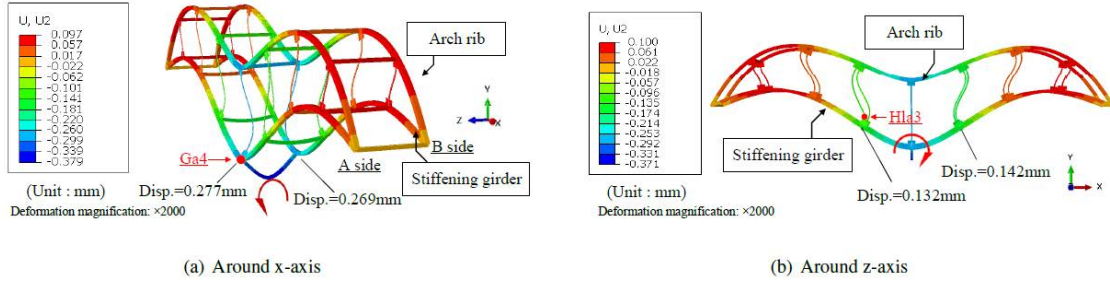 U, U2
0.097
0.057
0.017
-0.022
-0.062
-0.101
-0.141
-0.181
-0.220
-0.260
-0.299
-0.339
-0.379
(Unit : mm)
Deformation magnification: ×2000
Arch rib
Y
Z
X
Ga4
A side
B side
Stiffening girder
Disp.=0.277mm
Disp.=0.269mm
(a) Around x-axis
U, U2
0.100
0.061
0.022
-0.018
-0.057
-0.096
-0.135
-0.174
-0.214
-0.253
-0.292
-0.331
-0.371
(Unit : mm)
Deformation magnification: ×2000
Arch rib
Hla3
Stiffening girder
Disp.=0.142mm
Disp.=0.132mm
Y
X
(b) Around z-axis